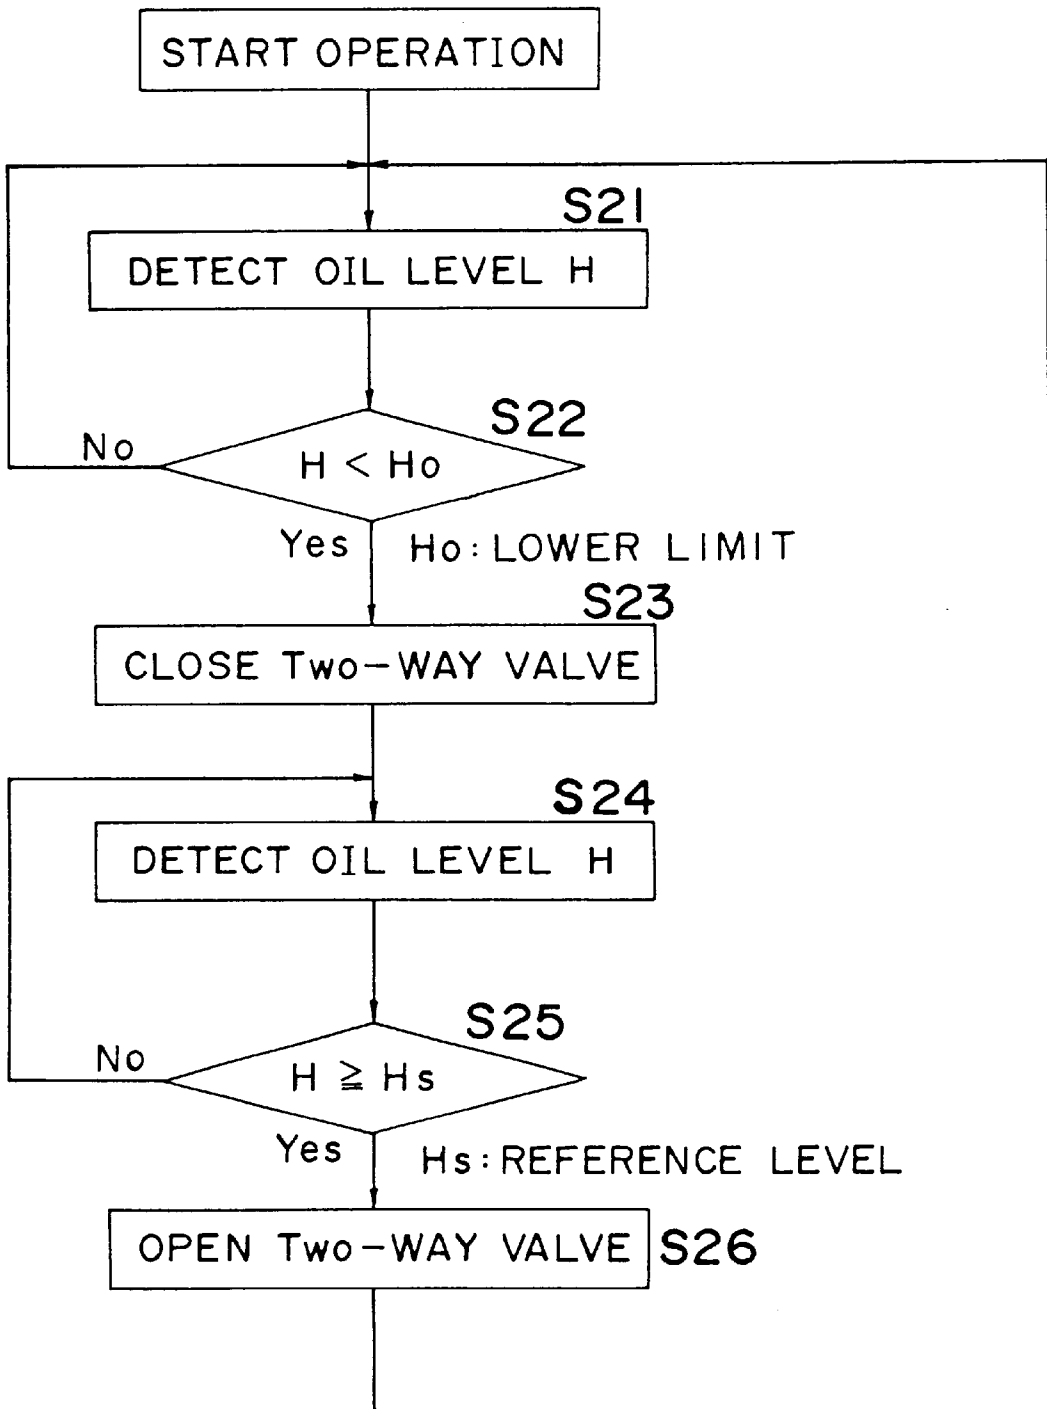 START OPERATION
S21
DETECT OIL LEVEL H
S22
No
H < Ho
Yes
Ho: LOWER LIMIT
S23
CLOSE Two-WAY VALVE
S24
DETECT OIL LEVEL H
S25
No
H ≧ Hs
Yes
Hs: REFERENCE LEVEL
OPEN Two-WAY VALVE
S26